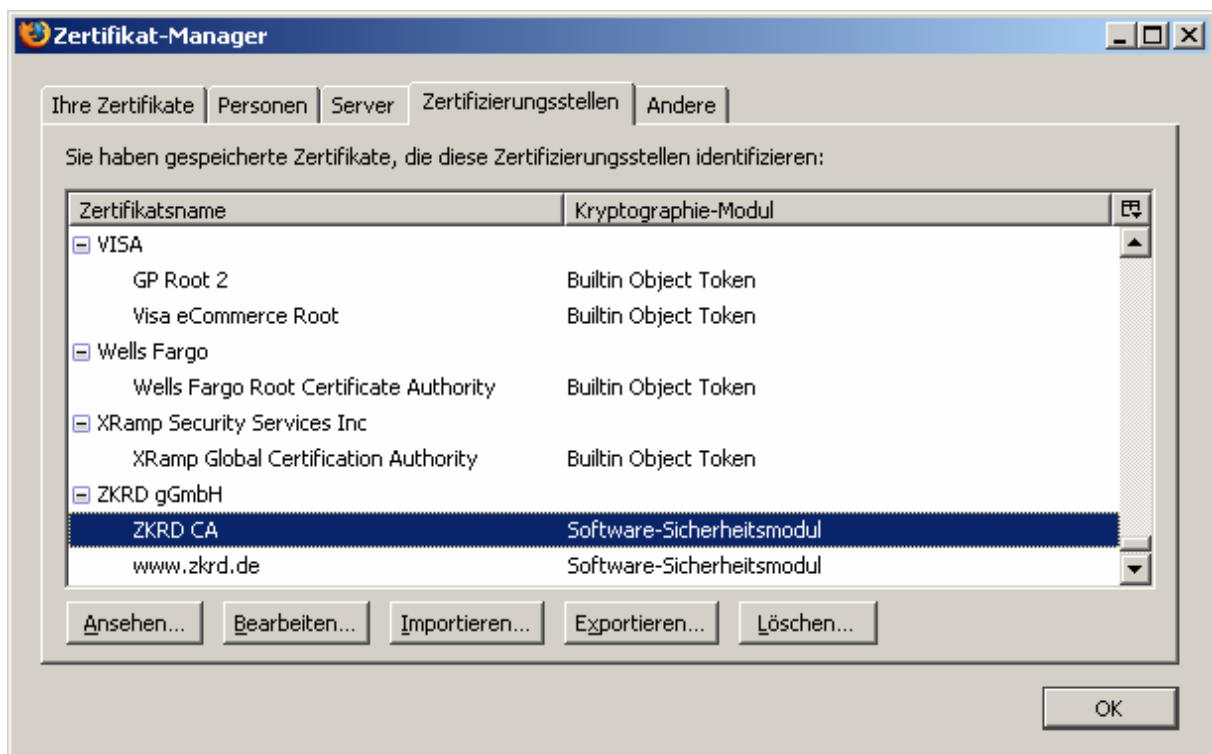 Zertifikat-Manager
Ihre Zertifikate Personen Server Zertifizierungsstellen Andere
Sie haben gespeicherte Zertifikate, die diese Zertifizierungsstellen identifizieren:
Zertifikatsname Kryptographie-Modul
VISA
GP Root 2 Builtin Object Token
Visa eCommerce Root Builtin Object Token
Wells Fargo
Wells Fargo Root Certificate Authority Builtin Object Token
XRamp Security Services Inc
XRamp Global Certification Authority Builtin Object Token
ZKRD gGmbH
ZKRD CA Software-Sicherheitsmodul
www.zkrd.de Software-Sicherheitsmodul
Ansehen... Bearbeiten... Importieren... Exportieren... Löschen...
OK